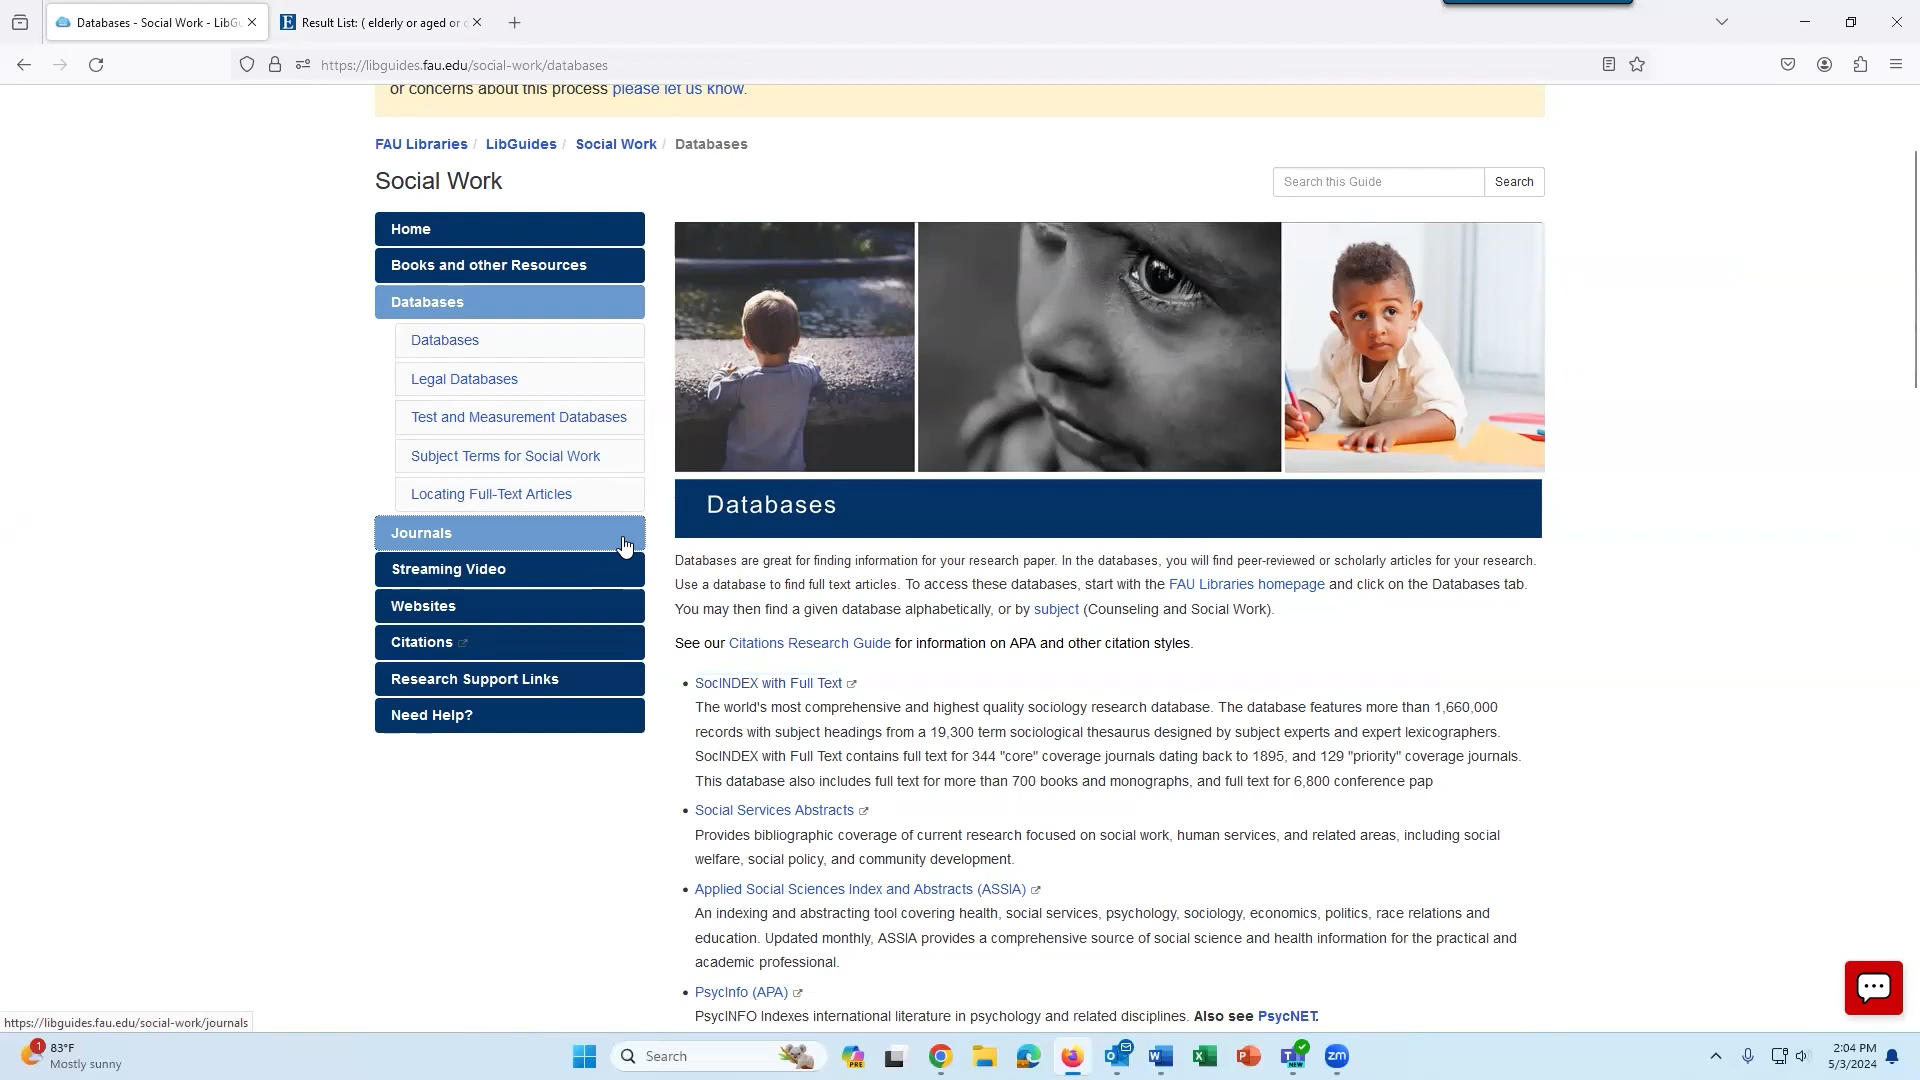 Databases - Social Work - LibGu
Result List: ( elderly or aged or o
https://libguides.fau.edu/social-work/databases
or concerns about this process please let us know.
FAU Libraries / LibGuides / Social Work / Databases
Social Work
Search this Guide
Search
Home
Books and other Resources
Databases
Databases
Legal Databases
Test and Measurement Databases
Subject Terms for Social Work
Locating Full-Text Articles
Journals
Streaming Video
Websites
Citations
Research Support Links
Need Help?
Databases
Databases are great for finding information for your research paper. In the databases, you will find peer-reviewed or scholarly articles for your research.
Use a database to find full text articles. To access these databases, start with the FAU Libraries homepage and click on the Databases tab.
You may then find a given database alphabetically, or by subject (Counseling and Social Work).
See our Citations Research Guide for information on APA and other citation styles.
• SocINDEX with Full Text
The world's most comprehensive and highest quality sociology research database. The database features more than 1,660,000
records with subject headings from a 19,300 term sociological thesaurus designed by subject experts and expert lexicographers.
SocINDEX with Full Text contains full text for 344 "core" coverage journals dating back to 1895, and 129 "priority" coverage journals.
This database also includes full text for more than 700 books and monographs, and full text for 6,800 conference pap
• Social Services Abstracts
Provides bibliographic coverage of current research focused on social work, human services, and related areas, including social
welfare, social policy, and community development.
• Applied Social Sciences Index and Abstracts (ASSIA)
An indexing and abstracting tool covering health, social services, psychology, sociology, economics, politics, race relations and
education. Updated monthly, ASSIA provides a comprehensive source of social science and health information for the practical and
academic professional.
• PsycInfo (APA)
PsycINFO Indexes international literature in psychology and related disciplines. Also see PsycNET.
https://libguides.fau.edu/social-work/journals
1
83°F
Mostly sunny
Search
PRE
NEW
zm
2:04 PM
5/3/2024